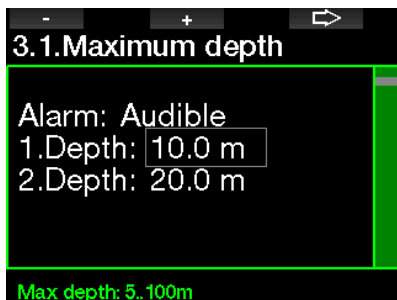 - +
3.1.Maximum depth
Alarm: Audible
1.Depth: 10.0 m
2.Depth: 20.0 m
Max depth: 5..100m